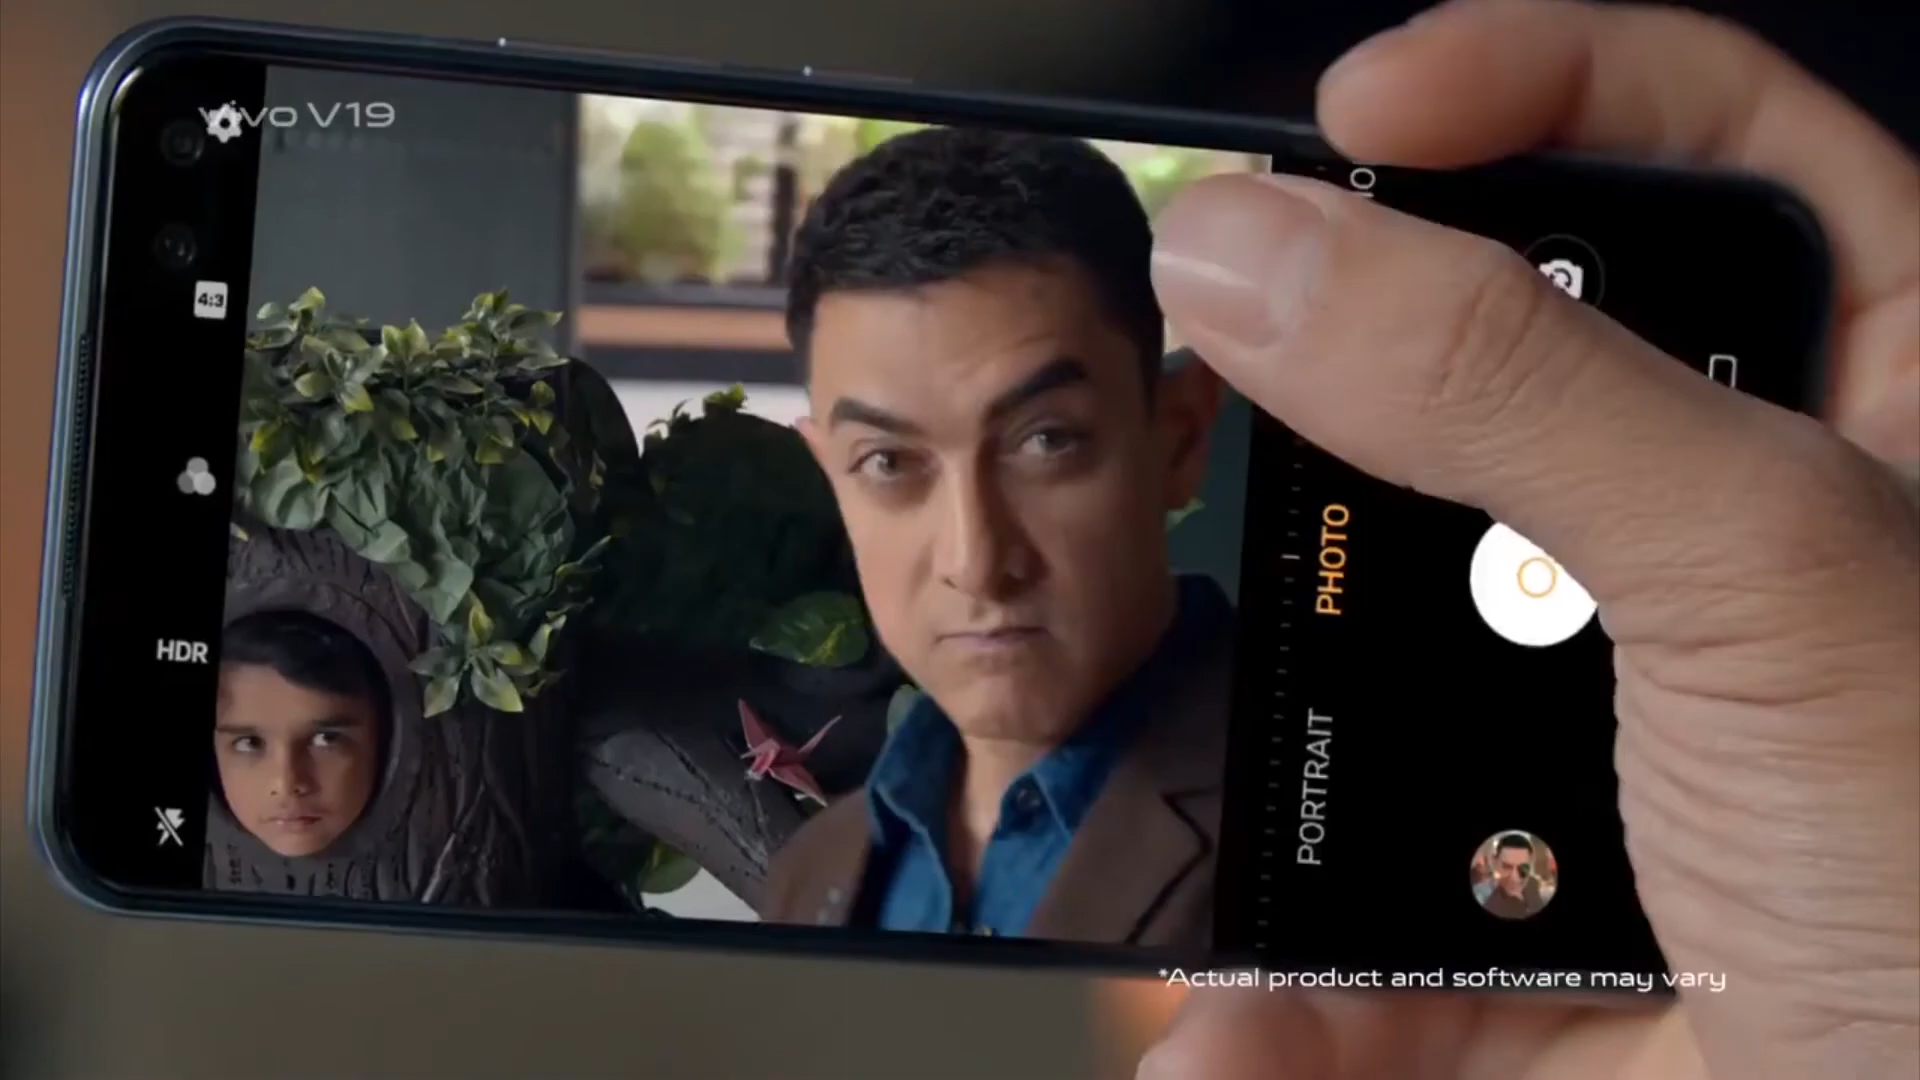 vivo V19
4:3
HDR
PHOTO
PORTRAIT
*Actual product and software may vary